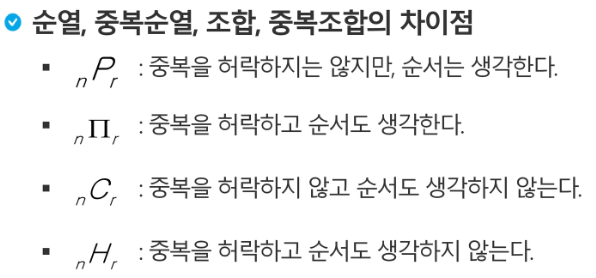 순열, 중복순열, 조합, 중복조합의 차이점
▪ nPr : 중복을 허락하지는 않지만, 순서는 생각한다.
▪ nΠr : 중복을 허락하고 순서도 생각한다.
▪ nCr : 중복을 허락하지 않고 순서도 생각하지 않는다.
▪ nHr : 중복을 허락하고 순서도 생각하지 않는다.